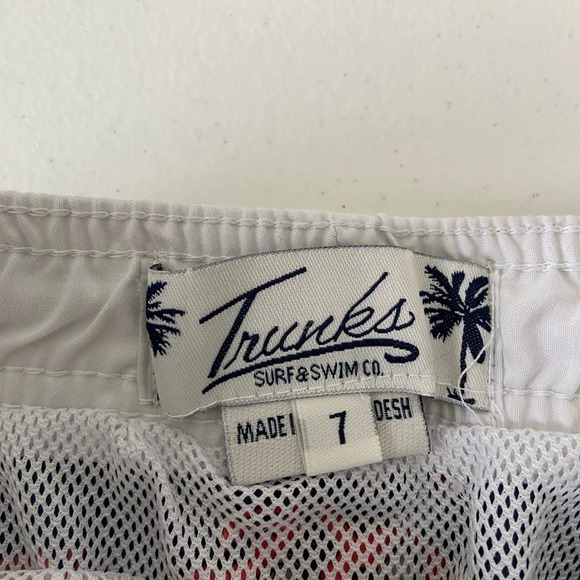 Trunks
SURF & SWIM CO.
MADE I 7 DESH